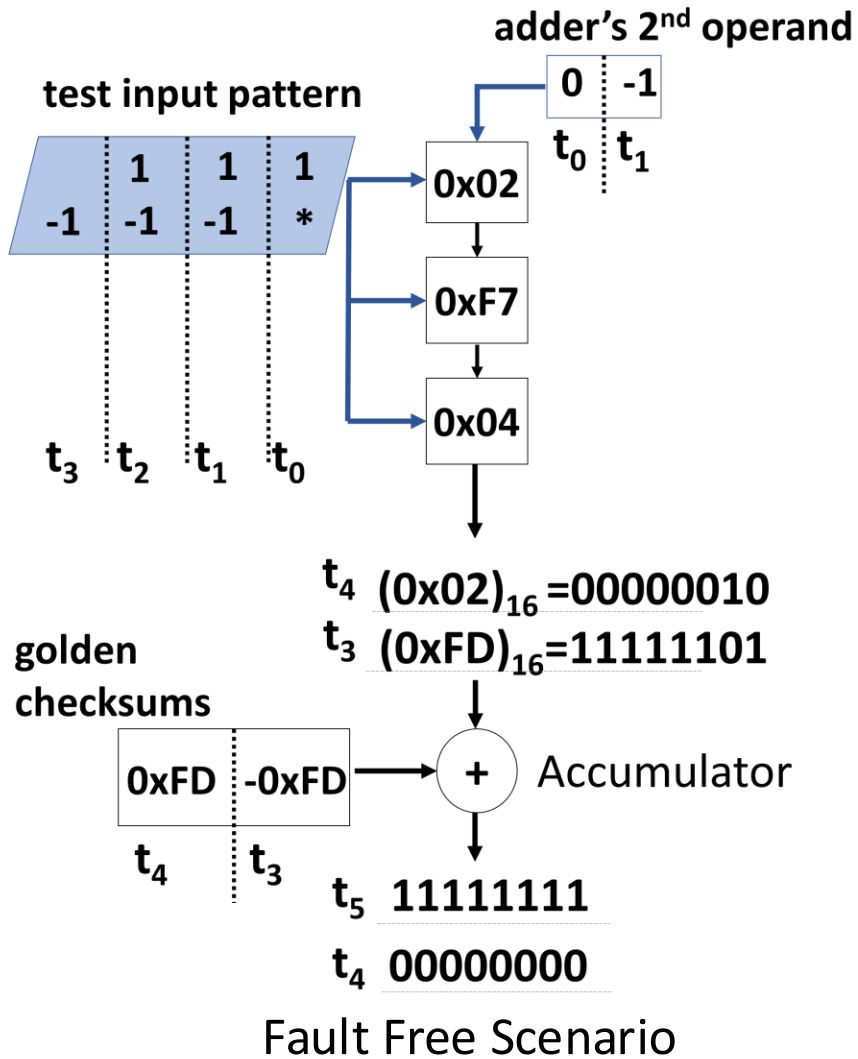 adder's 2nd operand
0 -1
t0 t1
test input pattern
1 1 1
-1 -1 -1 *
0x02
0xF7
0x04
t3 t2 t1 t0
t4 (0x02)16 =00000010
t3 (0xFD)16=11111101
golden
checksums
0xFD -0xFD
+ Accumulator
t4 t3
t5 11111111
t4 00000000
Fault Free Scenario